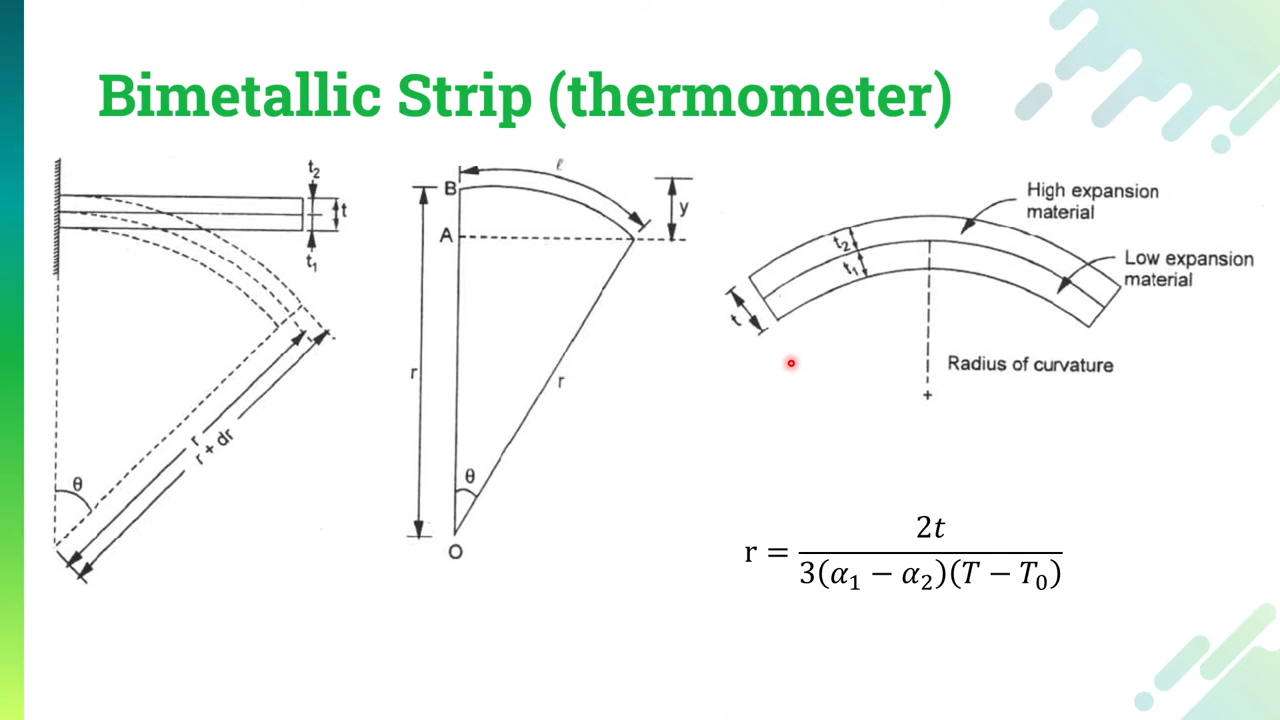 Bimetallic Strip (thermometer)
t₂
t
t₁
r
r + dr
θ
ℓ
B
y
A
r
r
θ
O
High expansion
material
Low expansion
material
t₂
t₁
t
Radius of curvature
r = 2t / 3(α₁ − α₂)(T − T₀)